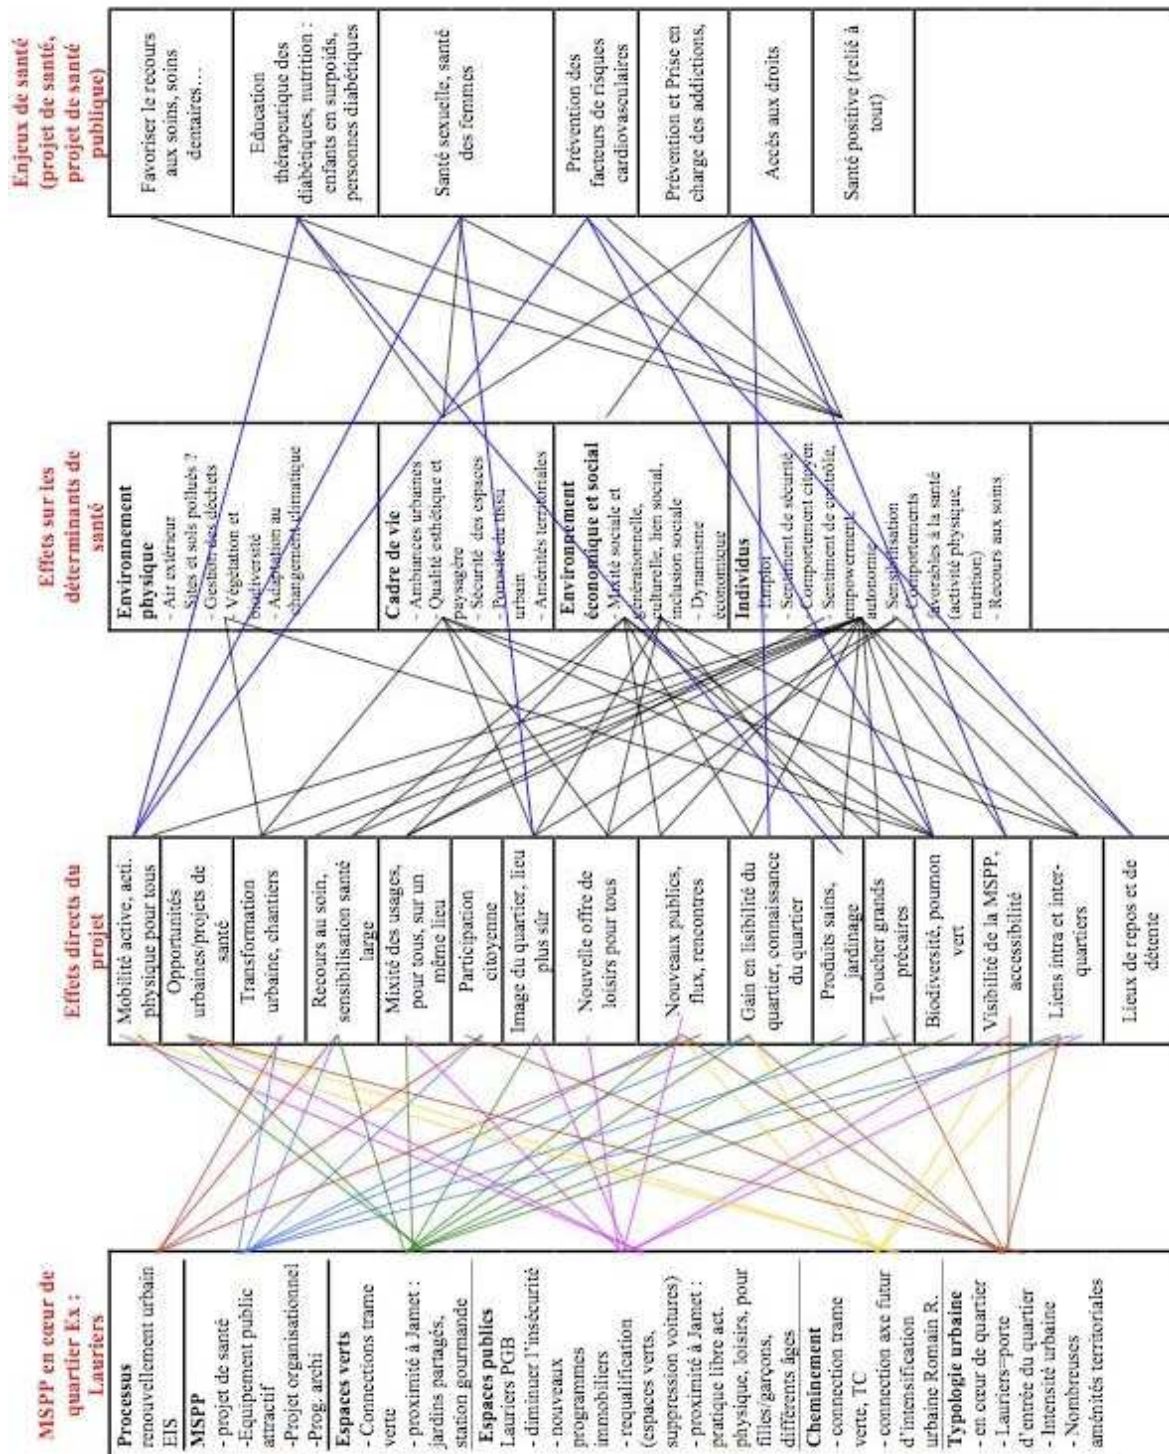 MSPP en cœur de
quartier Ex :
Lauriers
Processus
renouvellement urbain
EIS
MSPP
- projet de santé
-Equipement public
attractif
-Projet organisationnel
-Prog. archi
Espaces verts
- Connections trame
verte
- proximité à Jamet :
jardins partagés,
station gourmande
Espaces publics
Lauriers PGB
- diminuer l'insécurité
- nouveaux
programmes
immobiliers
- requalification
(espaces verts,
suppression voitures)
- proximité à Jamet :
pratique libre act.
physique, loisirs, pour
filles/garçons,
différents âges
Cheminement
- connection trame
verte, TC
- connection axe futur
d'intensification
urbaine Romain R.
Typologie urbaine
- en cœur de quartier
- Lauriers=porte
d'entrée du quartier
- Intensité urbaine
- Nombreuses
aménités territoriales
Effets directs du
projet
Mobilité active, acti.
physique pour tous
Opportunités
urbaines/projets de
santé
Transformation
urbaine, chantiers
Recours au soin,
sensibilisation santé
large
Mixité des usages,
pour tous, sur un
même lieu
Participation
citoyenne
Image du quartier, lieu
plus sûr
Nouvelle offre de
loisirs pour tous
Nouveaux publics,
flux, rencontres
Gain en lisibilité du
quartier, connaissance
du quartier
Produits sains,
jardinage
Toucher grands
précaires
Biodiversité, poumon
vert
Visibilité de la MSPP,
accessibilité
Liens intra et inter-
quartiers
Lieux de repos et de
détente
Effets sur les
déterminants de
santé
Environnement
physique
- Air extérieur
- Sites et sols pollués ?
- Gestion des déchets
- Végétation et
biodiversité
- Adaptation au
changement climatique
Cadre de vie
- Ambiances urbaines
- Qualité esthétique et
paysagère
- Sécurité des espaces
- Porosité du tissu
urbain
- Aménités territoriales
Environnement
économique et social
- Mixité sociale et
générationnelle,
culturelle, lien social,
inclusion sociale
- Dynamisme
économique
Individus
- Emploi
- Sentiment de sécurité
- Comportement citoyen
- Sentiment de contrôle,
empowerment,
autonomie
- Sensibilisation
- Comportements
favorables à la santé
(activité physique,
nutrition)
- Recours aux soins
Enjeux de santé
(projet de santé,
projet de santé
publique)
Favoriser le recours
aux soins, soins
dentaires…
Education
thérapeutique des
diabétiques, nutrition :
enfants en surpoids,
personnes diabétiques
Santé sexuelle, santé
des femmes
Prévention des
facteurs de risques
cardiovasculaires
Prévention et Prise en
charge des addictions,
Accès aux droits
Santé positive (relié à
tout)